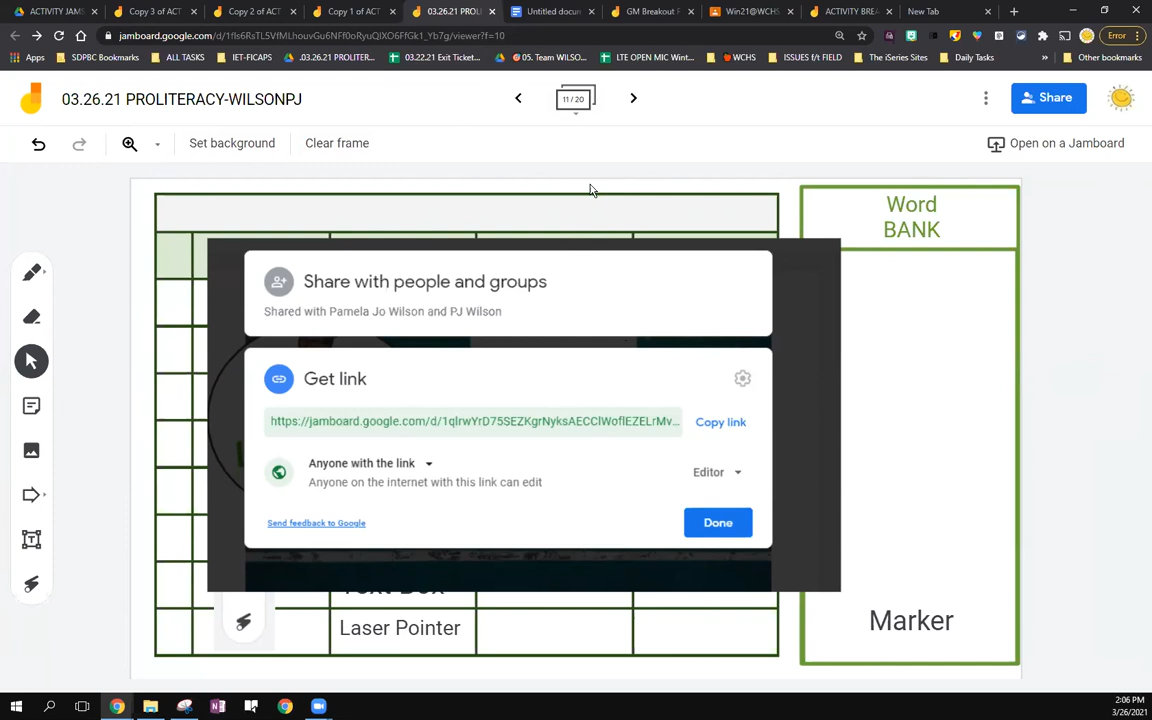 ACTIVITY JAMS
Copy 3 of ACT
Copy 2 of ACT
Copy 1 of ACT
03.26.21 PROLI
Untitled docum
GM Breakout R
Win21@WCHS
ACTIVITY BREA
New Tab
jamboard.google.com/d/1fIs6RsTL5VfMLhouvGu6NFf0oRyuQIXO6FfGk1_Yb7g/viewer?f=10
Error
Apps
SDPBC Bookmarks
ALL TASKS
IET-FICAPS
.03.26.21 PROLITER...
03.22.21 Exit Ticket...
05. Team WILSO...
LTE OPEN MIC Wint...
WCHS
ISSUES f/t FIELD
The iSeries Sites
Daily Tasks
»
Other bookmarks
03.26.21 PROLITERACY-WILSONPJ
11 / 20
Share
Set background
Clear frame
Open on a Jamboard
Word
BANK
Share with people and groups
Shared with Pamela Jo Wilson and PJ Wilson
Get link
https://jamboard.google.com/d/1qlrwYrD75SEZKgrNyksAECClWoflEZELrMv...
Copy link
Anyone with the link
Anyone on the internet with this link can edit
Editor
Send feedback to Google
Done
Text Box
Laser Pointer
Marker
2:06 PM
3/26/2021